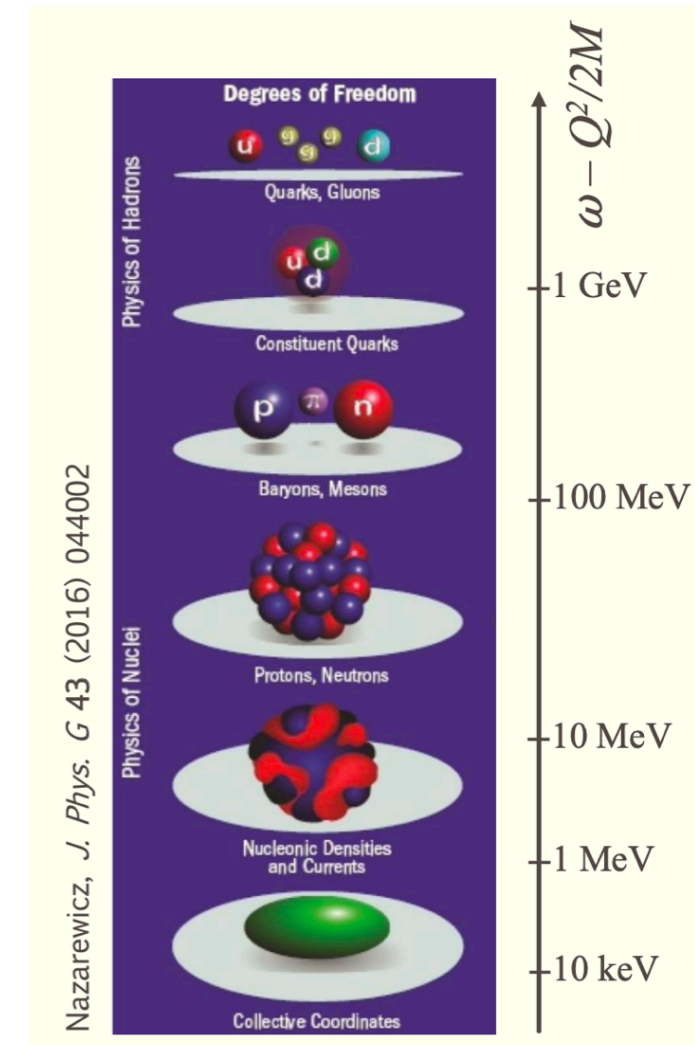 Degrees of Freedom
u g g g d
Quarks, Gluons
u d
d
Constituent Quarks
p π n
Baryons, Mesons
Protons, Neutrons
Nucleonic Densities
and Currents
Collective Coordinates
Physics of Hadrons
Physics of Nuclei
Nazarewicz, J. Phys. G 43 (2016) 044002
ω – Q²/2M
1 GeV
100 MeV
10 MeV
1 MeV
10 keV